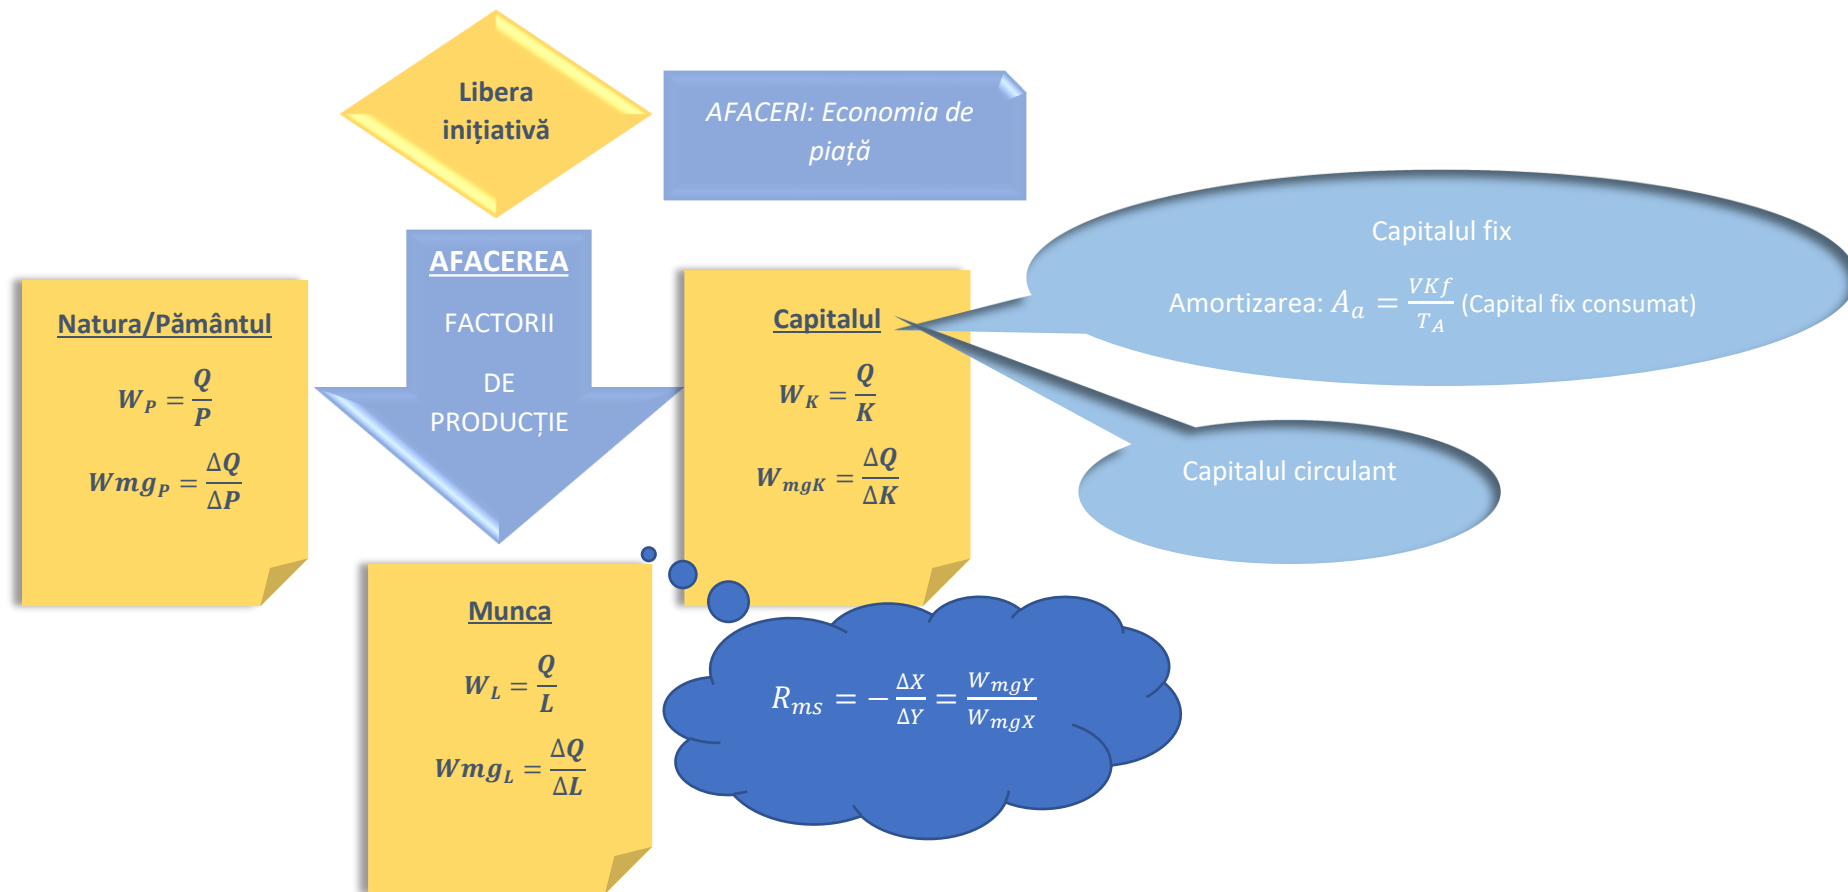 Libera
inițiativă
AFACERI: Economia de
piață
AFACEREA
FACTORII
DE
PRODUCȚIE
Natura/Pământul
W_P = Q/P
Wmg_P = ΔQ/ΔP
Capitalul
W_K = Q/K
W_mgK = ΔQ/ΔK
Capitalul fix
Amortizarea: A_a = VKf/T_A (Capital fix consumat)
Capitalul circulant
Munca
W_L = Q/L
Wmg_L = ΔQ/ΔL
R_ms = − ΔX/ΔY = W_mgY/W_mgX